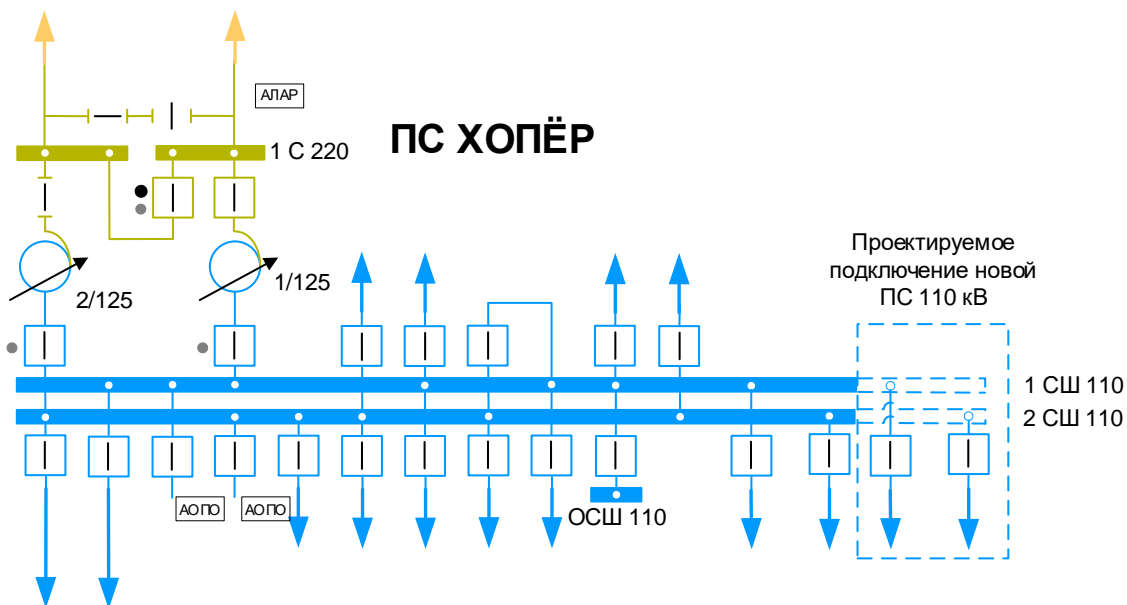 АЛАР
ПС ХОПЁР
1 С 220
Проектируемое
подключение новой
ПС 110 кВ
2/125
1/125
1 СШ 110
2 СШ 110
АОПО
АОПО
ОСШ 110